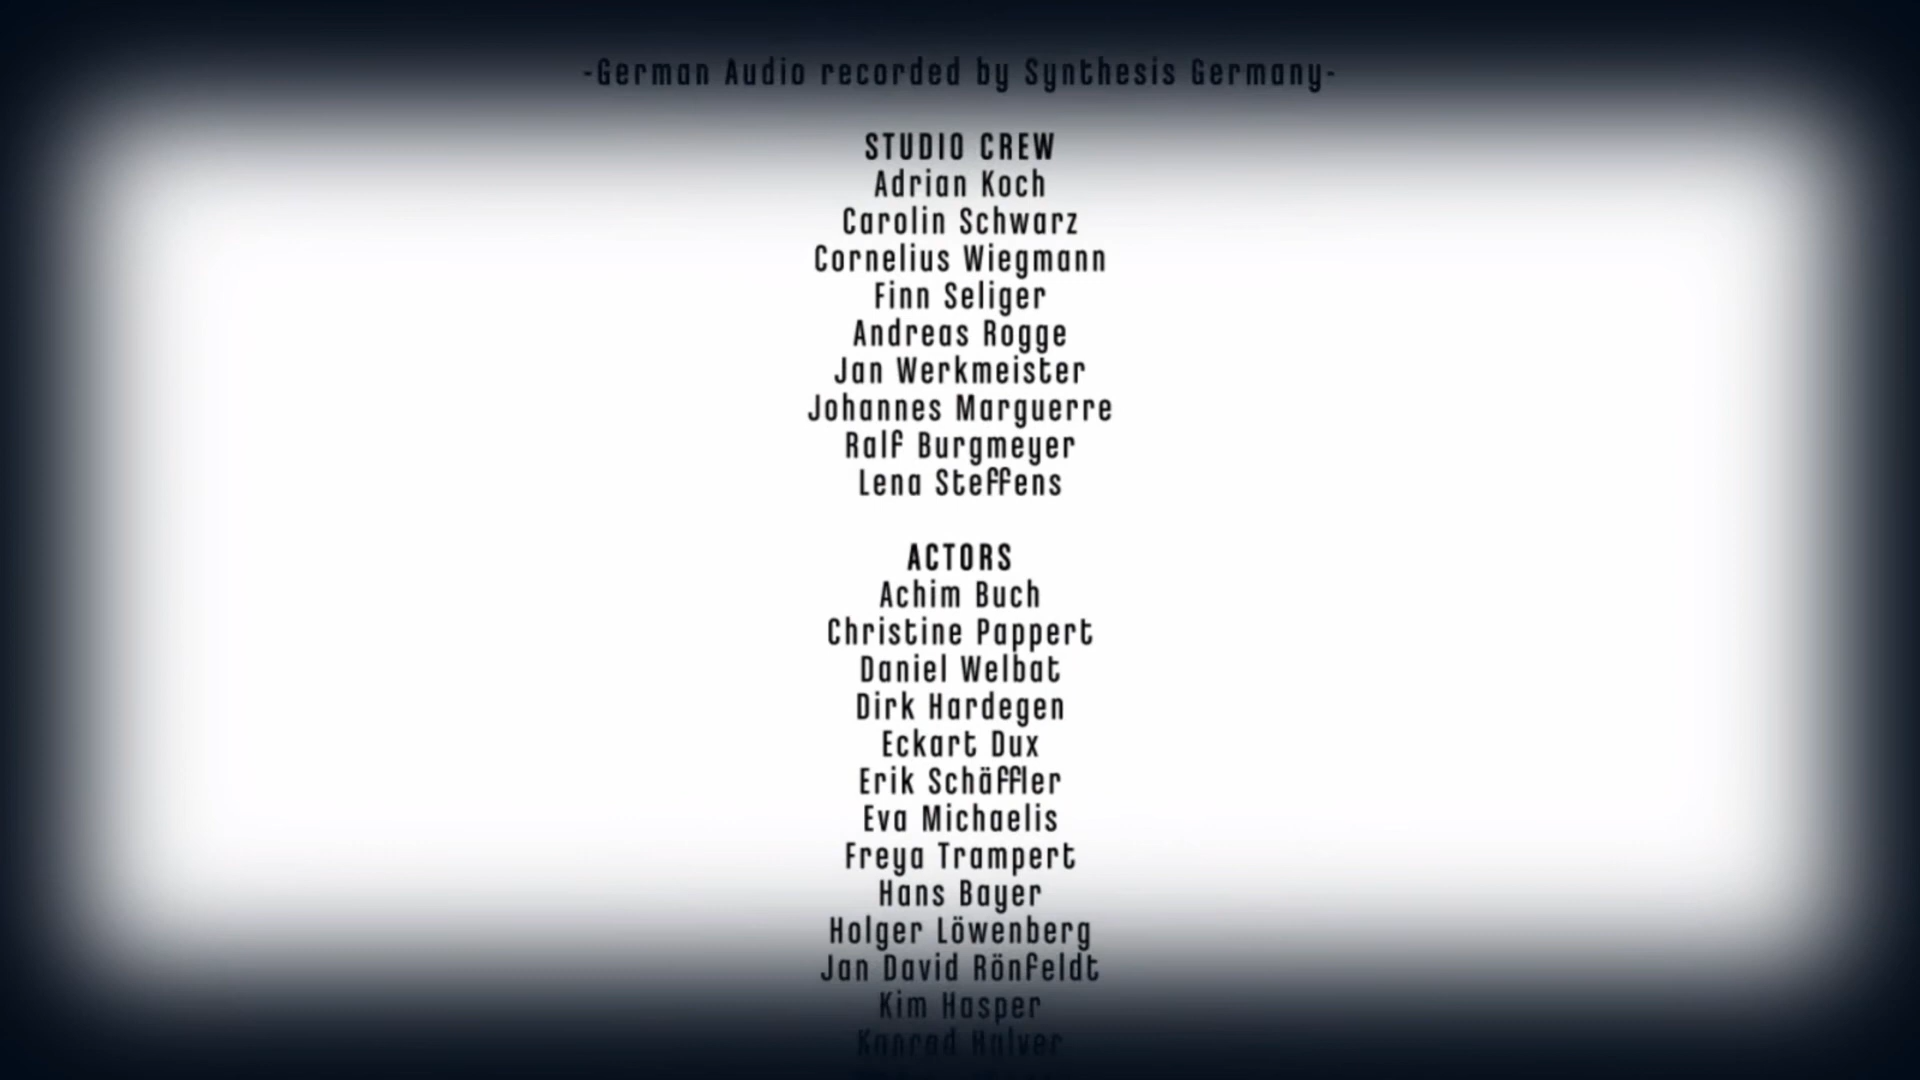 -German Audio recorded by Synthesis Germany-
STUDIO CREW
Adrian Koch
Carolin Schwarz
Cornelius Wiegmann
Finn Seliger
Andreas Rogge
Jan Werkmeister
Johannes Marguerre
Ralf Burgmeyer
Lena Steffens
ACTORS
Achim Buch
Christine Pappert
Daniel Welbat
Dirk Hardegen
Eckart Dux
Erik Schäffler
Eva Michaelis
Freya Trampert
Hans Bayer
Holger Löwenberg
Jan David Rönfeldt
Kim Hasper
Konrad Halver